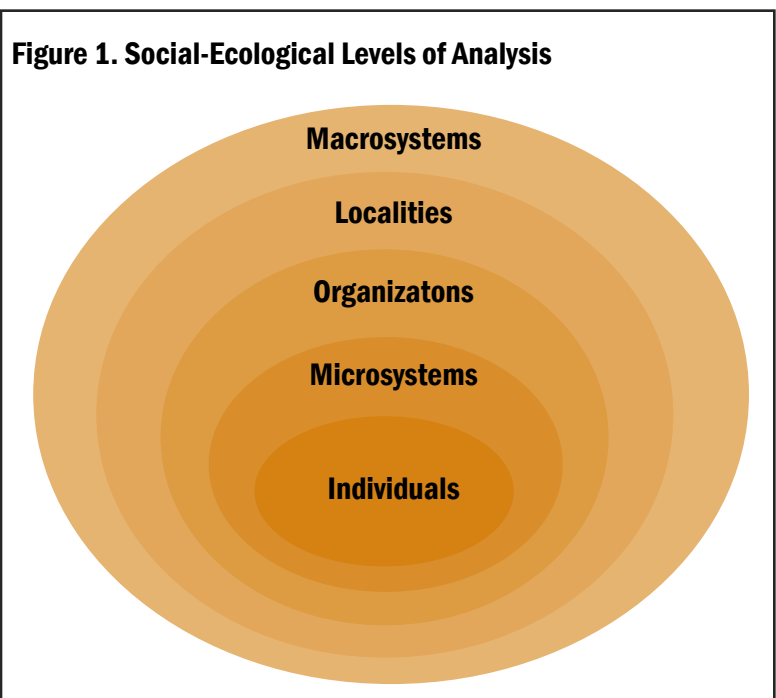 Figure 1. Social-Ecological Levels of Analysis
Macrosystems
Localities
Organizatons
Microsystems
Individuals